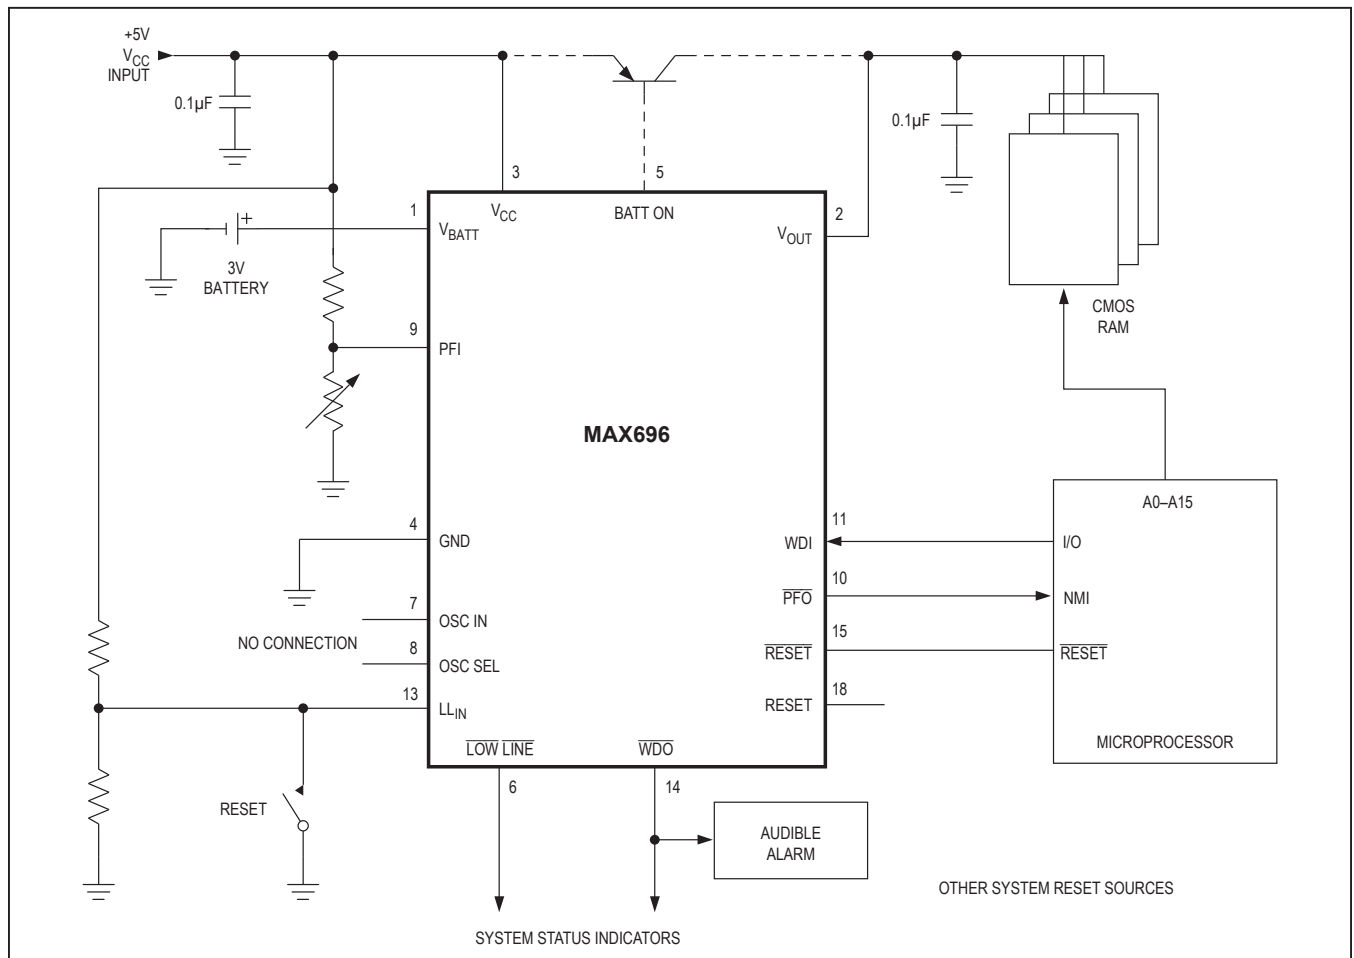 +5V
VCC
INPUT
0.1µF
0.1µF
3
5
1
VCC
BATT ON
2
VBATT
VOUT
3V
BATTERY
CMOS
RAM
9
PFI
MAX696
A0–A15
4
GND
11
WDI
I/O
10
PFO
NMI
7
OSC IN
NO CONNECTION
15
RESET
RESET
8
OSC SEL
13
LLIN
18
RESET
LOW LINE
WDO
MICROPROCESSOR
6
14
RESET
AUDIBLE
ALARM
OTHER SYSTEM RESET SOURCES
SYSTEM STATUS INDICATORS